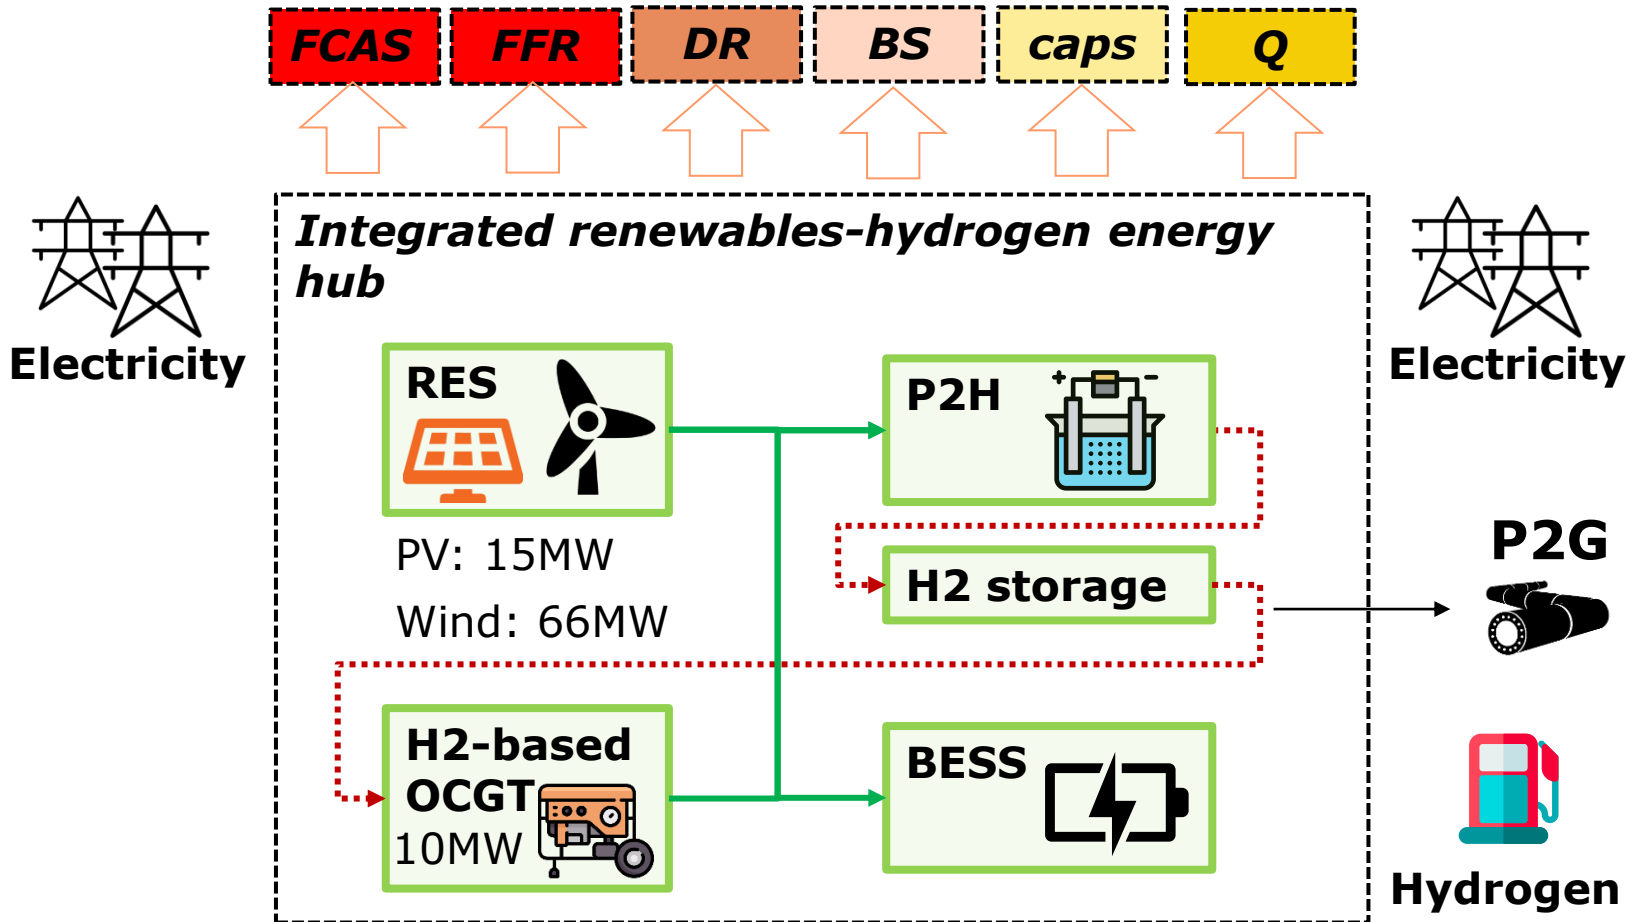 FCAS
FFR
DR
BS
caps
Q
Integrated renewables-hydrogen energy
hub
Electricity
Electricity
RES
P2H
+ −
PV: 15MW
Wind: 66MW
H2 storage
P2G
H2-based
OCGT
10MW
BESS
Hydrogen